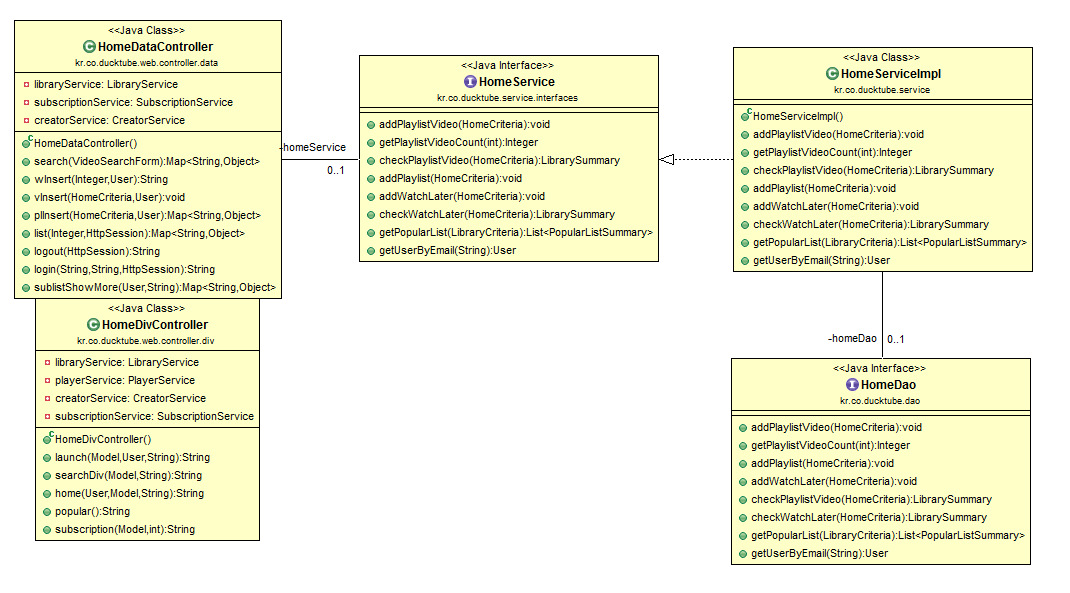 <<Java Class>>
HomeDataController
kr.co.ducktube.web.controller.data
libraryService: LibraryService
subscriptionService: SubscriptionService
creatorService: CreatorService
HomeDataController()
search(VideoSearchForm):Map<String,Object>
wInsert(Integer,User):String
vInsert(HomeCriteria,User):void
plInsert(HomeCriteria,User):Map<String,Object>
list(Integer,HttpSession):Map<String,Object>
logout(HttpSession):String
login(String,String,HttpSession):String
sublistShowMore(User,String):Map<String,Object>
<<Java Class>>
HomeDivController
kr.co.ducktube.web.controller.div
libraryService: LibraryService
playerService: PlayerService
creatorService: CreatorService
subscriptionService: SubscriptionService
HomeDivController()
launch(Model,User,String):String
searchDiv(Model,String):String
home(User,Model,String):String
popular():String
subscription(Model,int):String
-homeService
0..1
<<Java Interface>>
HomeService
kr.co.ducktube.service.interfaces
addPlaylistVideo(HomeCriteria):void
getPlaylistVideoCount(int):Integer
checkPlaylistVideo(HomeCriteria):LibrarySummary
addPlaylist(HomeCriteria):void
addWatchLater(HomeCriteria):void
checkWatchLater(HomeCriteria):LibrarySummary
getPopularList(LibraryCriteria):List<PopularListSummary>
getUserByEmail(String):User
<<Java Class>>
HomeServiceImpl
kr.co.ducktube.service
HomeServiceImpl()
addPlaylistVideo(HomeCriteria):void
getPlaylistVideoCount(int):Integer
checkPlaylistVideo(HomeCriteria):LibrarySummary
addPlaylist(HomeCriteria):void
addWatchLater(HomeCriteria):void
checkWatchLater(HomeCriteria):LibrarySummary
getPopularList(LibraryCriteria):List<PopularListSummary>
getUserByEmail(String):User
-homeDao
0..1
<<Java Interface>>
HomeDao
kr.co.ducktube.dao
addPlaylistVideo(HomeCriteria):void
getPlaylistVideoCount(int):Integer
addPlaylist(HomeCriteria):void
addWatchLater(HomeCriteria):void
checkPlaylistVideo(HomeCriteria):LibrarySummary
checkWatchLater(HomeCriteria):LibrarySummary
getPopularList(LibraryCriteria):List<PopularListSummary>
getUserByEmail(String):User